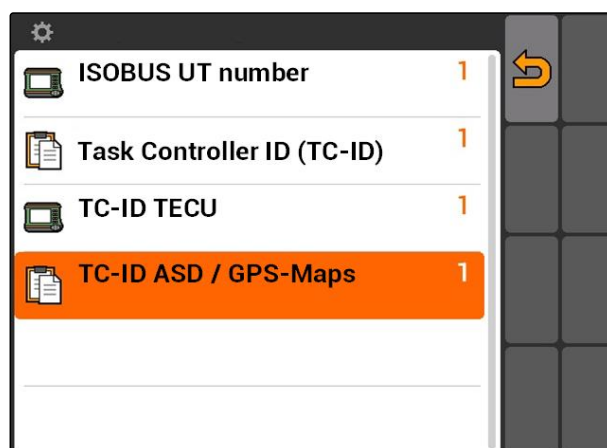 ISOBUS UT number 1
Task Controller ID (TC-ID) 1
TC-ID TECU 1
TC-ID ASD / GPS-Maps 1